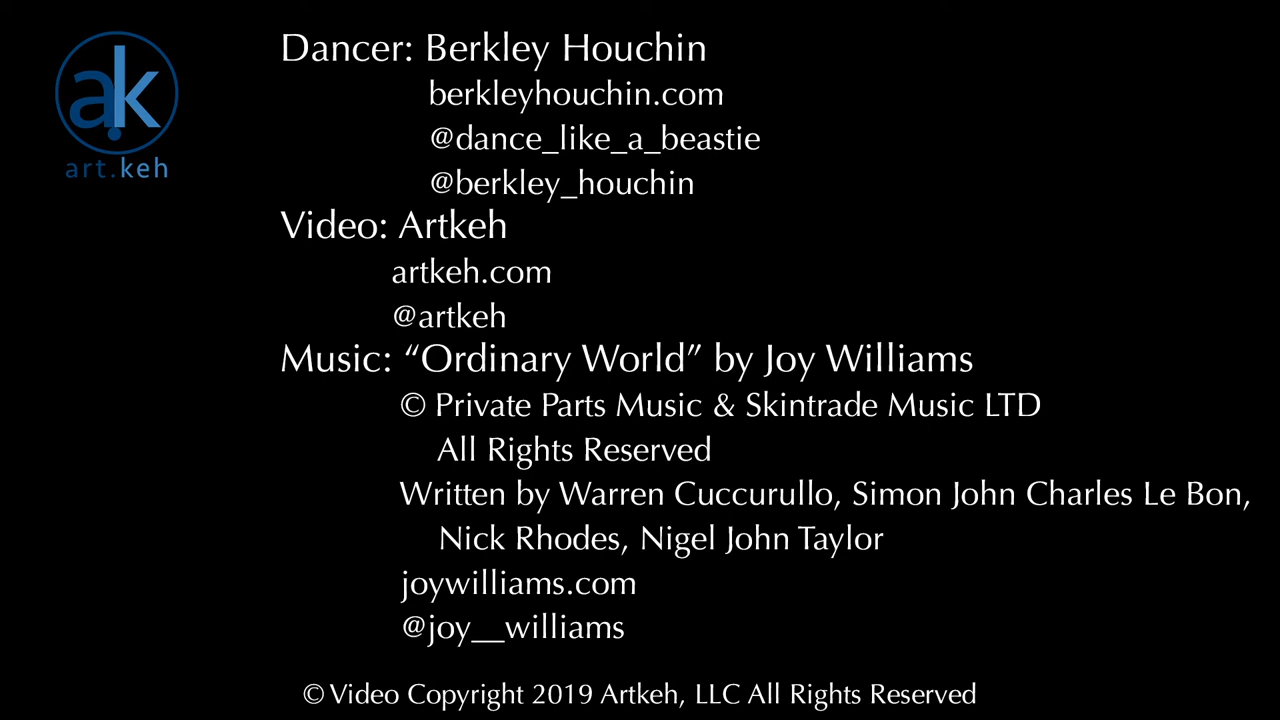 a.k
art.keh
Dancer: Berkley Houchin
berkleyhouchin.com
@dance_like_a_beastie
@berkley_houchin
Video: Artkeh
artkeh.com
@artkeh
Music: “Ordinary World” by Joy Williams
© Private Parts Music & Skintrade Music LTD
All Rights Reserved
Written by Warren Cuccurullo, Simon John Charles Le Bon,
Nick Rhodes, Nigel John Taylor
joywilliams.com
@joy__williams
© Video Copyright 2019 Artkeh, LLC All Rights Reserved